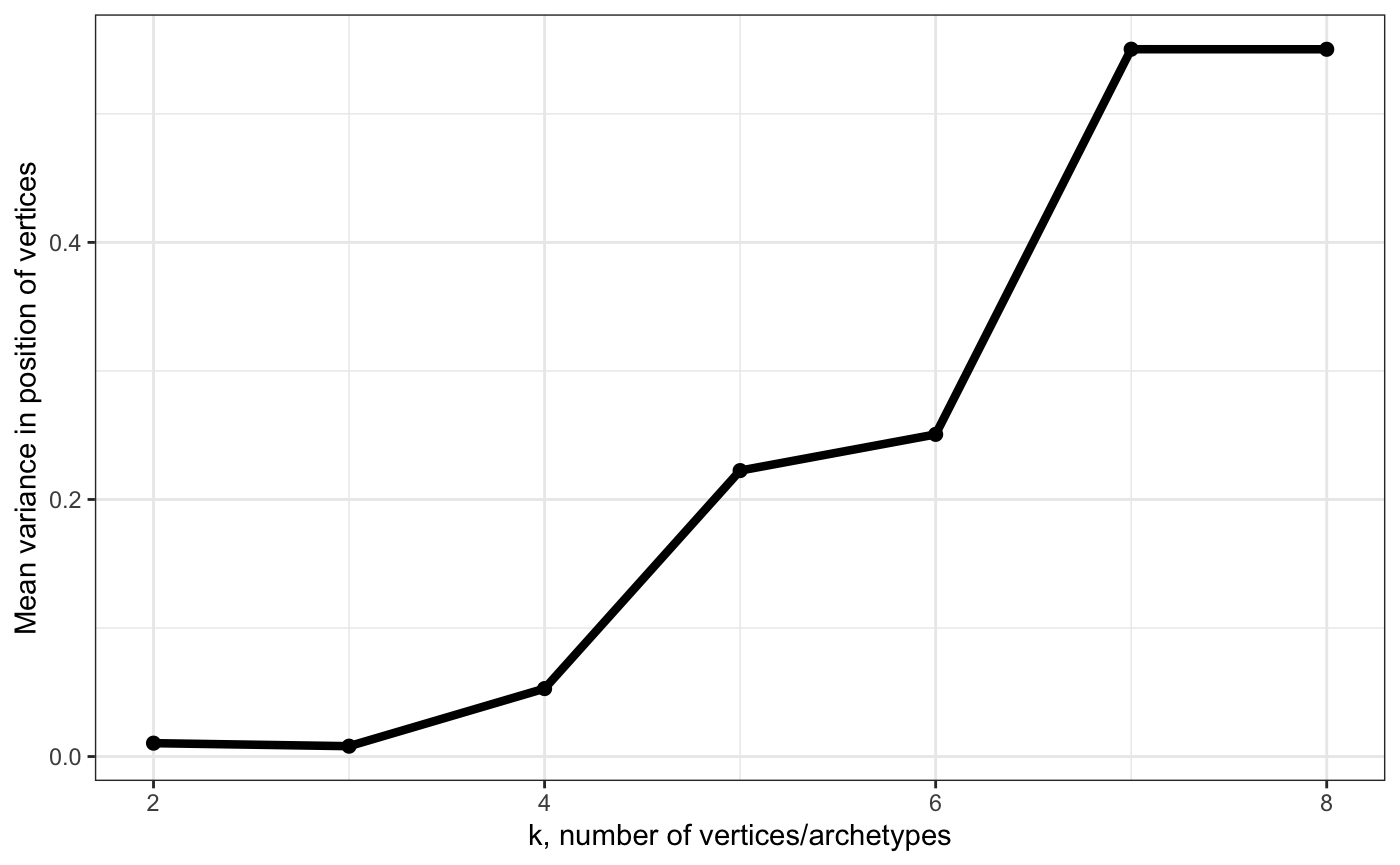 Mean variance in position of vertices
0.4
0.2
0.0
2 4 6 8
k, number of vertices/archetypes